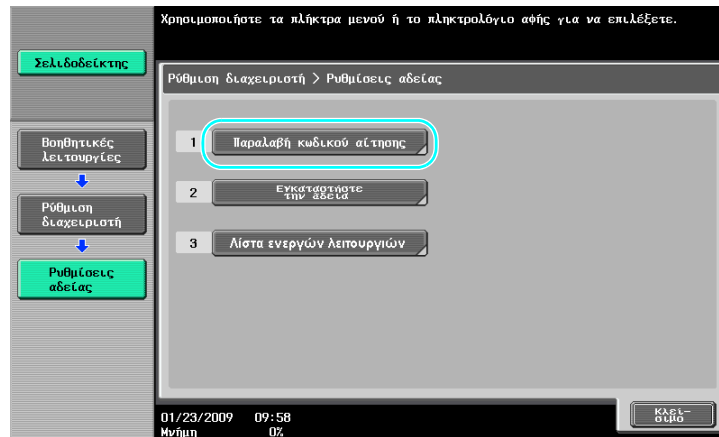 Χρησιμοποιήστε τα πλήκτρα μενού ή το πληκτρολόγιο αφής για να επιλέξετε.
Σελιδοδείκτης
Ρύθμιση διαχειριστή > Ρυθμίσεις αδείας
Βοηθητικές
λειτουργίες
Ρύθμιση
διαχειριστή
Ρυθμίσεις
αδείας
1 Παραλαβή κωδικού αίτησης
2 Εγκαταστήστε
την άδεια
3 Λίστα ενεργών λειτουργιών
Κλεί-
σιμο
01/23/2009 09:58
Μνήμη 0%